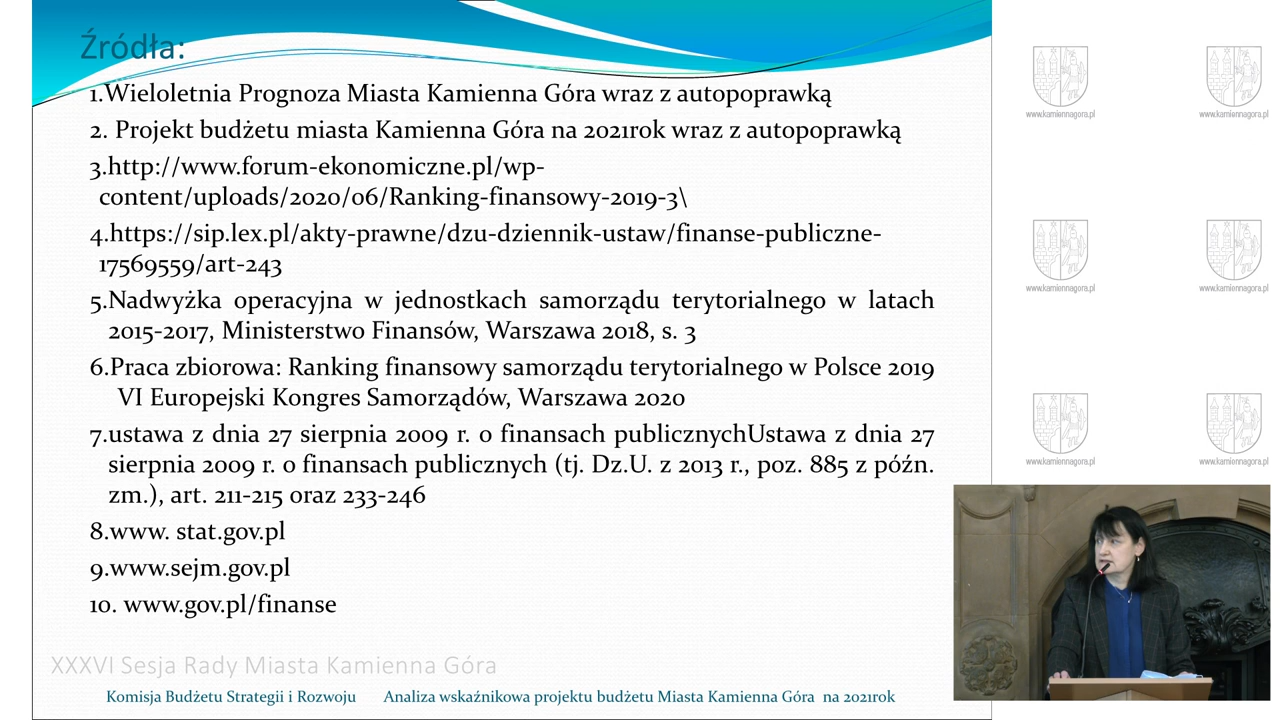 Źródła:
1.Wieloletnia Prognoza Miasta Kamienna Góra wraz z autopoprawką
2. Projekt budżetu miasta Kamienna Góra na 2021rok wraz z autopoprawką
3.http://www.forum-ekonomiczne.pl/wp-
content/uploads/2020/06/Ranking-finansowy-2019-3\
4.https://sip.lex.pl/akty-prawne/dzu-dziennik-ustaw/finanse-publiczne-
17569559/art-243
5.Nadwyżka operacyjna w jednostkach samorządu terytorialnego w latach
2015-2017, Ministerstwo Finansów, Warszawa 2018, s. 3
6.Praca zbiorowa: Ranking finansowy samorządu terytorialnego w Polsce 2019
VI Europejski Kongres Samorządów, Warszawa 2020
7.ustawa z dnia 27 sierpnia 2009 r. o finansach publicznychUstawa z dnia 27
sierpnia 2009 r. o finansach publicznych (tj. Dz.U. z 2013 r., poz. 885 z późn.
zm.), art. 211-215 oraz 233-246
8.www. stat.gov.pl
9.www.sejm.gov.pl
10. www.gov.pl/finanse
XXXVI Sesja Rady Miasta Kamienna Góra
Komisja Budżetu Strategii i Rozwoju Analiza wskaźnikowa projektu budżetu Miasta Kamienna Góra na 2021rok
www.kamiennagora.pl
www.kamiennagora.pl
www.kamiennagora.pl
www.kamiennagora.pl
www.kamiennagora.pl
www.kamiennagora.pl